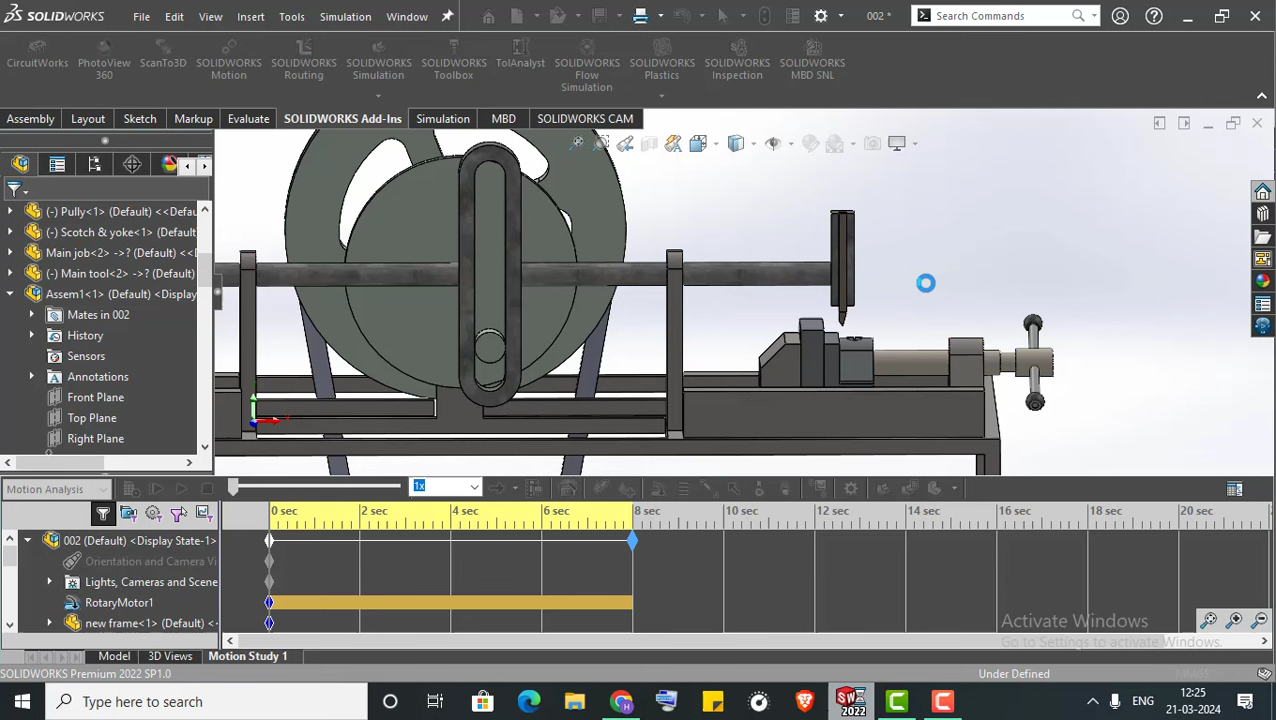 SOLIDWORKS File Edit View Insert Tools Simulation Window 002 * Search Commands
CircuitWorks PhotoView 360 ScanTo3D SOLIDWORKS Motion SOLIDWORKS Routing SOLIDWORKS Simulation SOLIDWORKS Toolbox TolAnalyst SOLIDWORKS Flow Simulation SOLIDWORKS Plastics SOLIDWORKS Inspection SOLIDWORKS MBD SNL
Assembly Layout Sketch Markup Evaluate SOLIDWORKS Add-Ins Simulation MBD SOLIDWORKS CAM
(-) Pully<1> (Default) <<Defau
(-) Scotch & yoke<1> (Default)
Main job<2> ->? (Default) <<
(-) Main tool<2> ->? (Default)
Assem1<1> (Default) <Display
Mates in 002
History
Sensors
Annotations
Front Plane
Top Plane
Right Plane
Motion Analysis 1x
0 sec 2 sec 4 sec 6 sec 8 sec 10 sec 12 sec 14 sec 16 sec 18 sec 20 sec
002 (Default) <Display State-1>
Orientation and Camera Vi
Lights, Cameras and Scene
RotaryMotor1
new frame<1> (Default) <
Activate Windows
Go to Settings to activate Windows.
Model 3D Views Motion Study 1
SOLIDWORKS Premium 2022 SP1.0 Under Defined
Type here to search SW 2022 ENG 12:25
21-03-2024